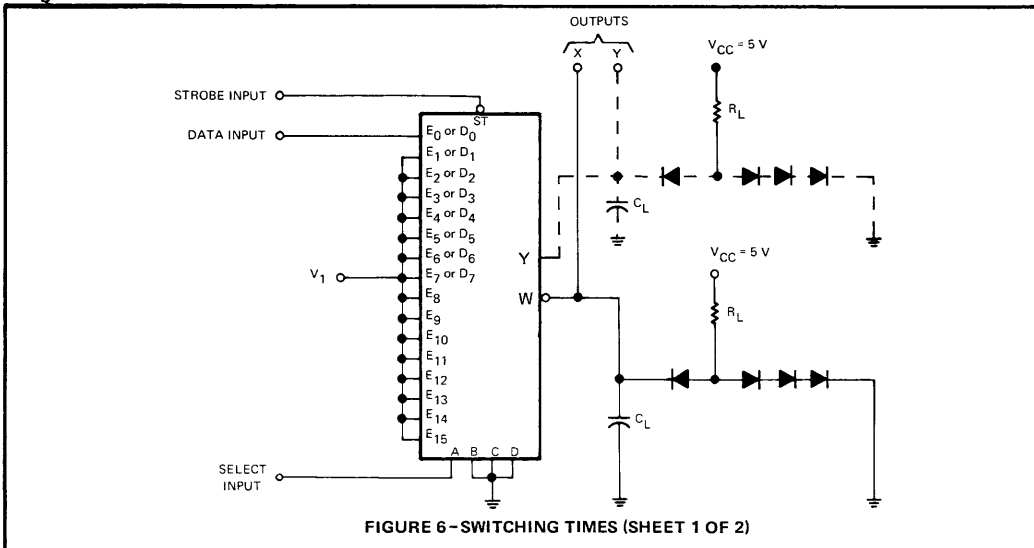 OUTPUTS
X Y
VCC = 5 V
RL
STROBE INPUT
ST
DATA INPUT
E0 or D0
E1 or D1
E2 or D2
E3 or D3
E4 or D4
E5 or D5
E6 or D6
E7 or D7
E8
E9
E10
E11
E12
E13
E14
E15
V1
Y
W
CL
VCC = 5 V
RL
CL
A B C D
SELECT
INPUT
FIGURE 6–SWITCHING TIMES (SHEET 1 OF 2)